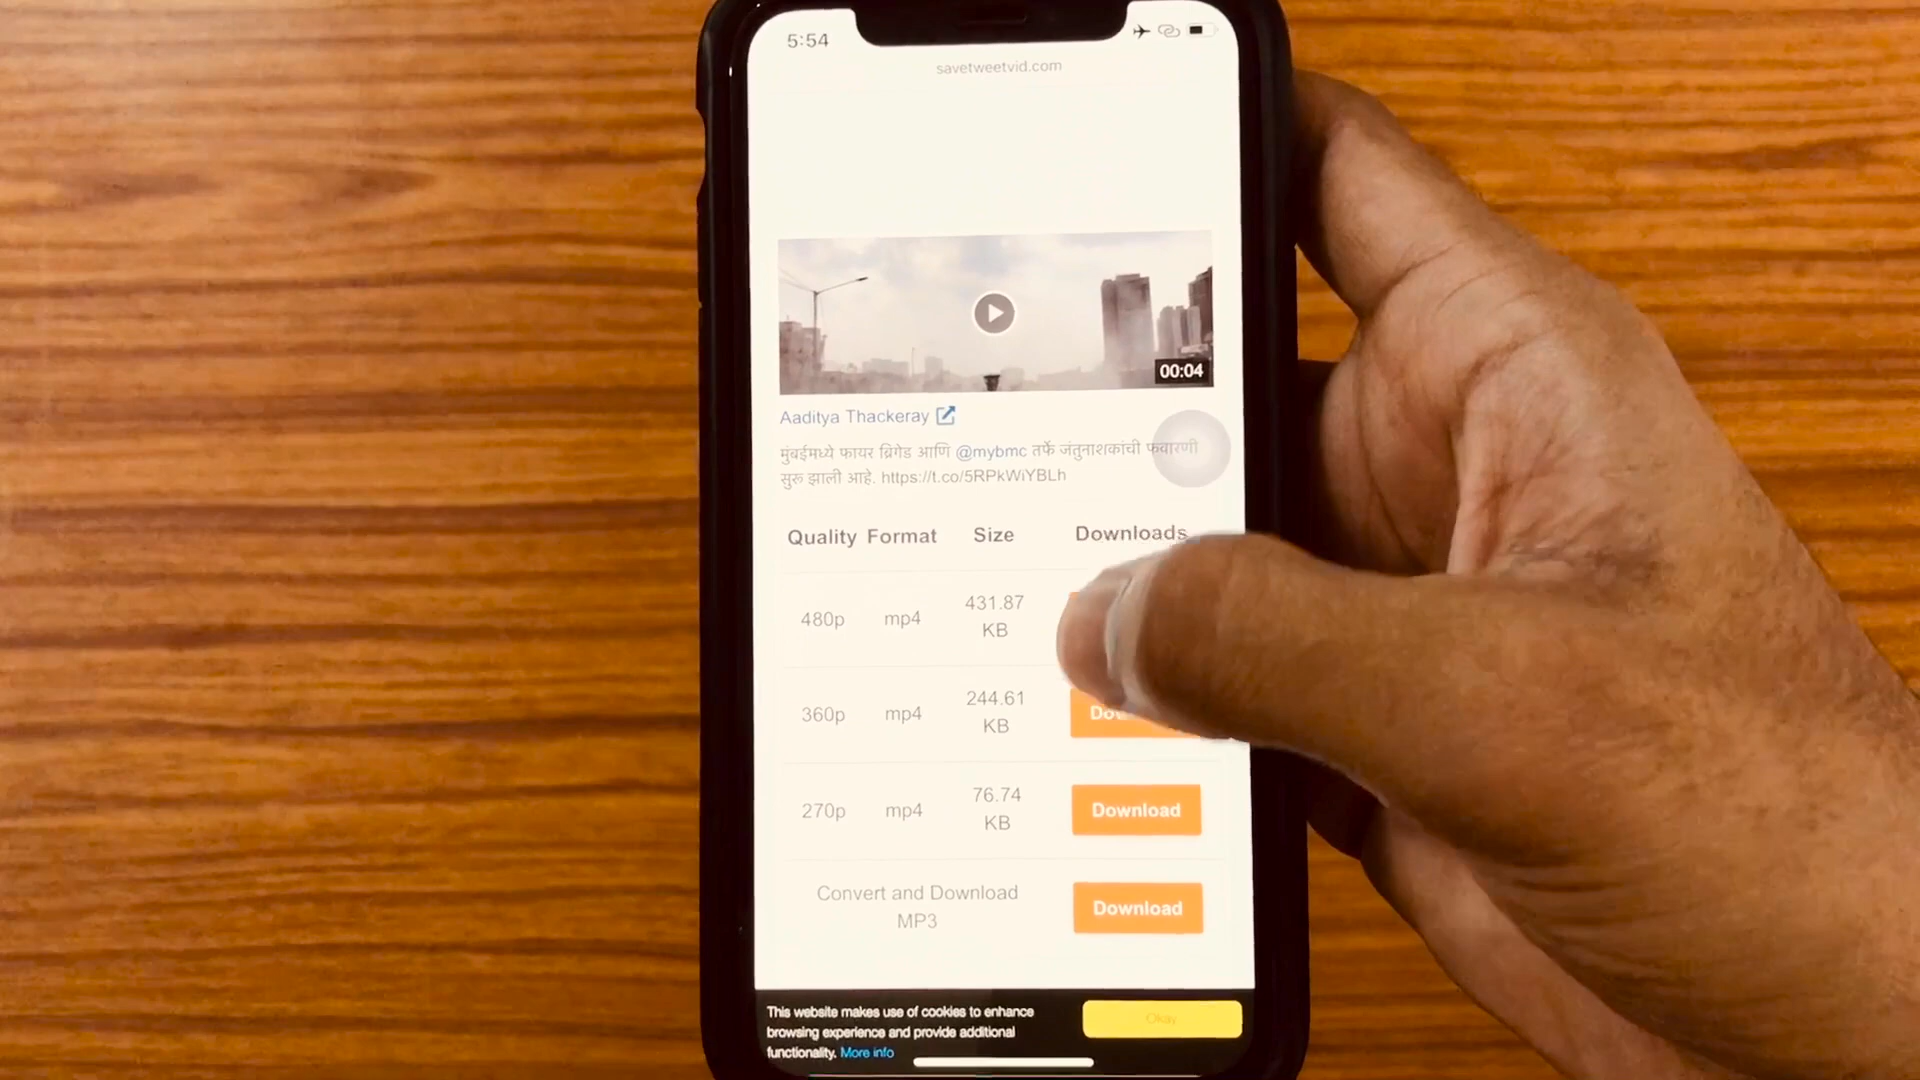 5:54
savetweetvid.com
00:04
Aaditya Thackeray
मुंबईमध्ये फायर ब्रिगेड आणि @mybmc तर्फे जंतुनाशकांची फवारणी
सुरू झाली आहे. https://t.co/5RPkWiYBLh
Quality Format Size Downloads
480p mp4 431.87 KB
360p mp4 244.61 KB
270p mp4 76.74 KB Download
Convert and Download
MP3
Download
This website makes use of cookies to enhance
browsing experience and provide additional
functionality. More info
Okay